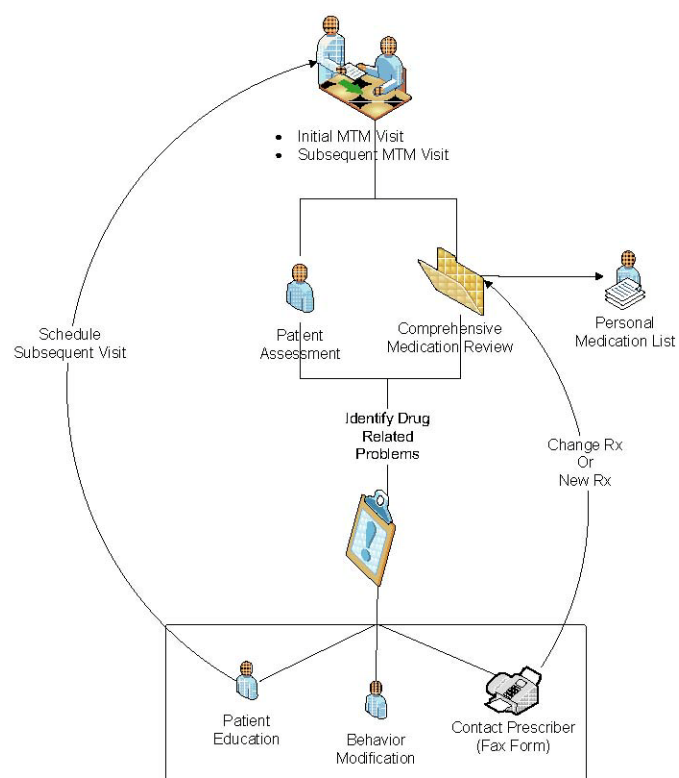 • Initial MTM Visit
• Subsequent MTM Visit
Patient
Assessment
Comprehensive
Medication Review
Personal
Medication List
Schedule
Subsequent Visit
Identify Drug
Related
Problems
Change Rx
Or
New Rx
Patient
Education
Behavior
Modification
Contact Prescriber
(Fax Form)